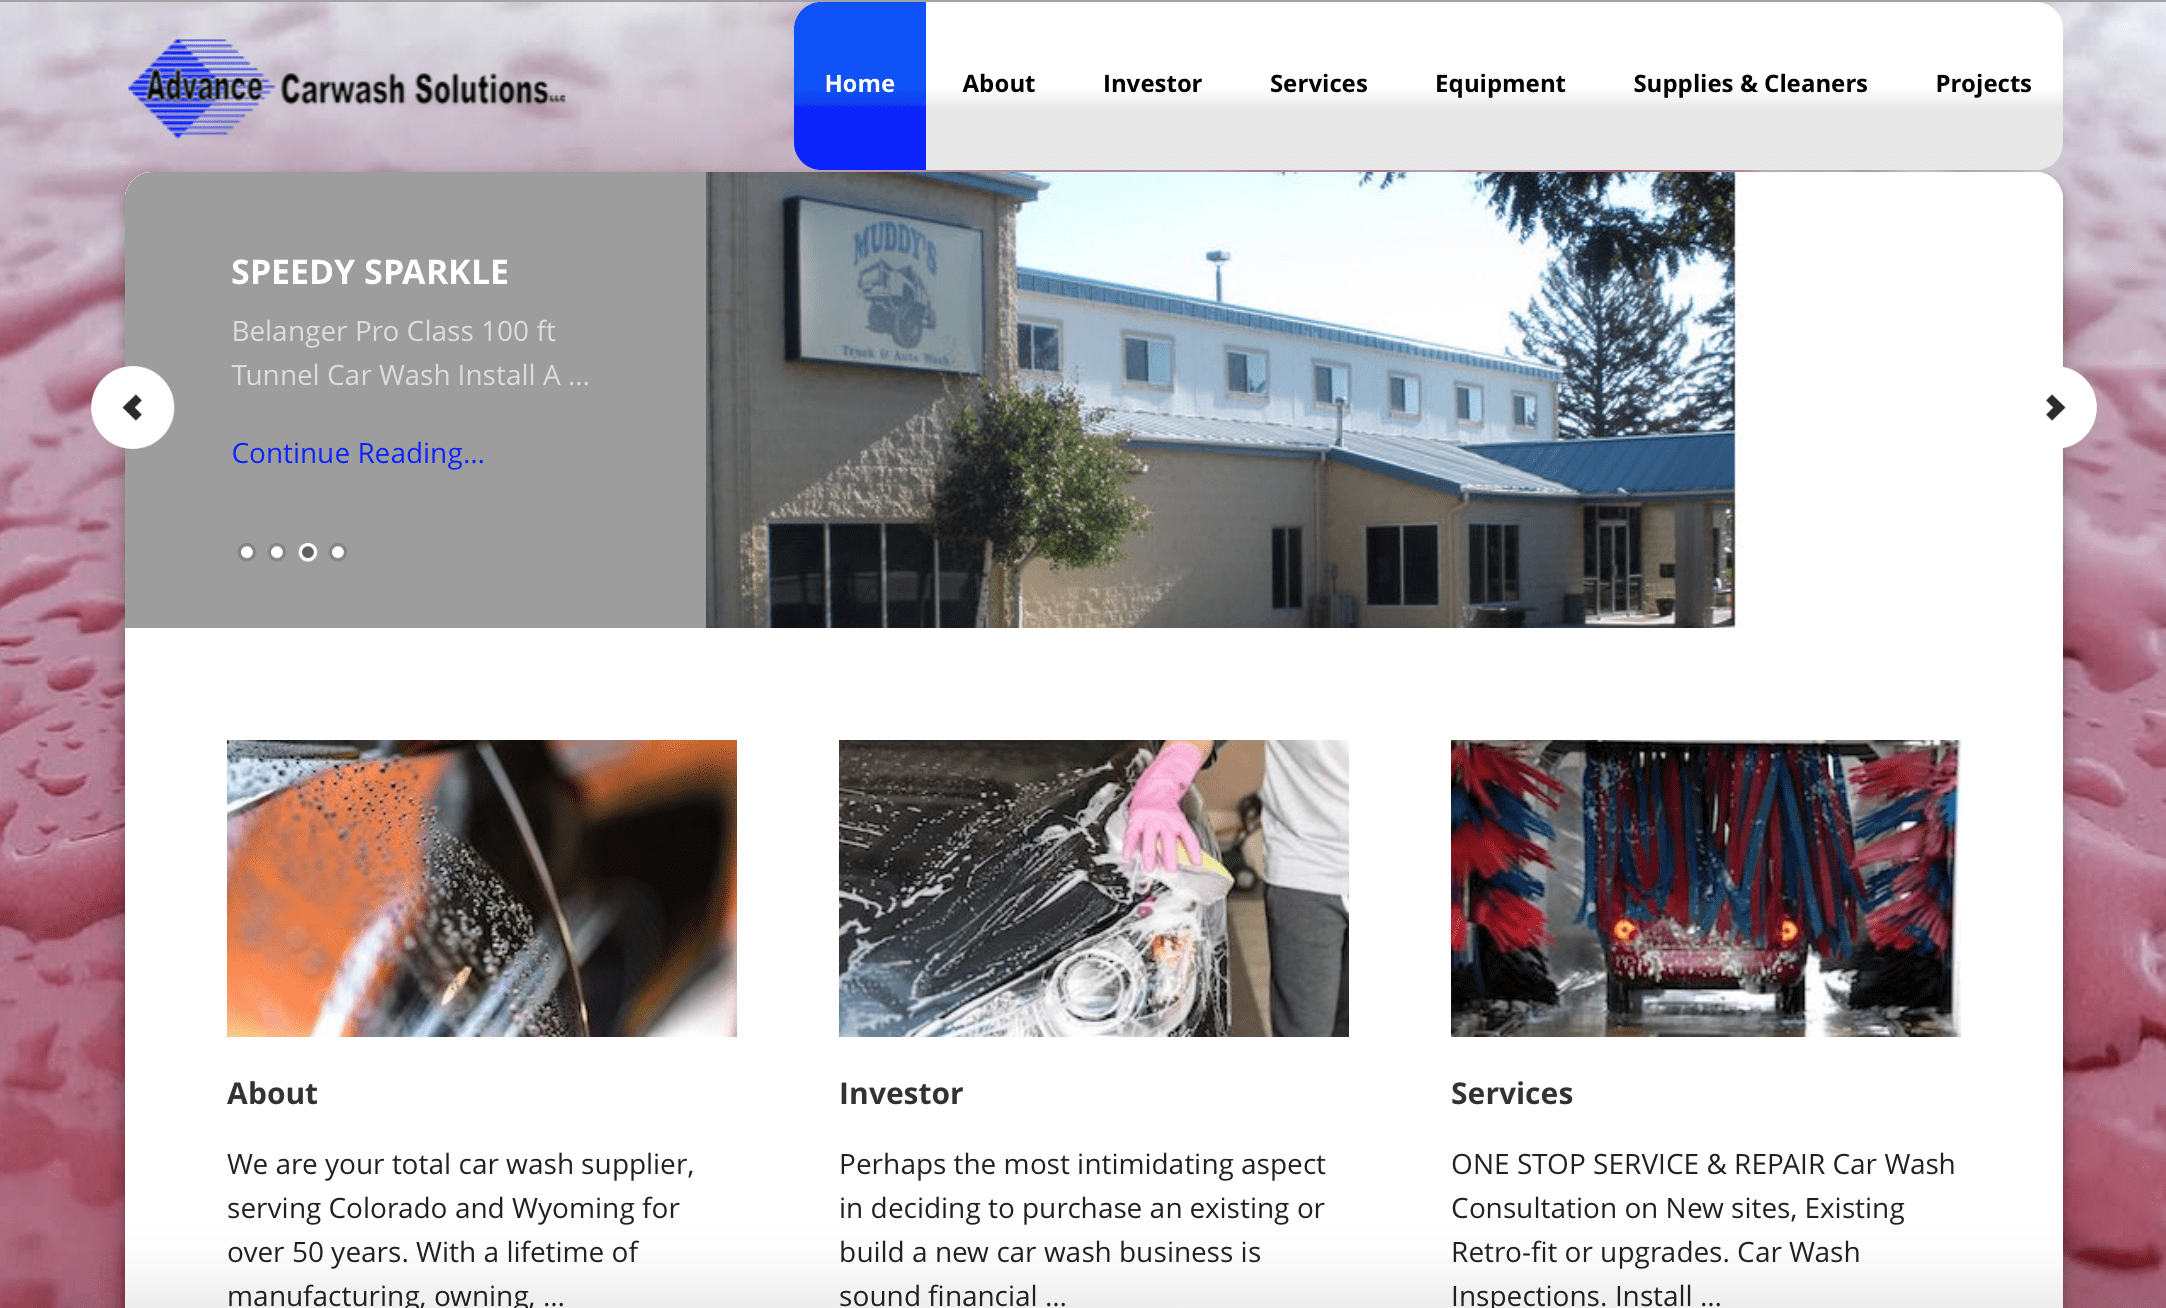 Advance Carwash Solutions LLC
Home
About
Investor
Services
Equipment
Supplies & Cleaners
Projects
SPEEDY SPARKLE
Belanger Pro Class 100 ft
Tunnel Car Wash Install A ...
Continue Reading...
MUDDY'S
Truck & Auto Wash
About
We are your total car wash supplier,
serving Colorado and Wyoming for
over 50 years. With a lifetime of
manufacturing, owning, ...
Investor
Perhaps the most intimidating aspect
in deciding to purchase an existing or
build a new car wash business is
sound financial ...
Services
ONE STOP SERVICE & REPAIR Car Wash
Consultation on New sites, Existing
Retro-fit or upgrades. Car Wash
Inspections. Install ...